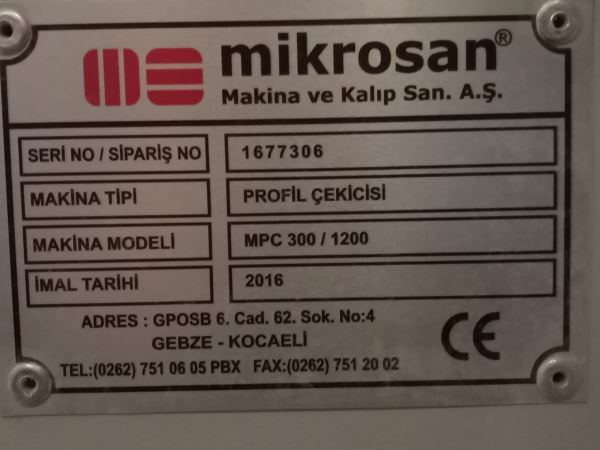 mikrosan®
Makina ve Kalıp San. A.Ş.
SERİ NO / SİPARİŞ NO 1677306
MAKİNA TİPİ PROFİL ÇEKİCİSİ
MAKİNA MODELİ MPC 300 / 1200
İMAL TARİHİ 2016
ADRES : GPOSB 6. Cad. 62. Sok. No:4
GEBZE - KOCAELİ
TEL:(0262) 751 06 05 PBX FAX:(0262) 751 20 02
CE